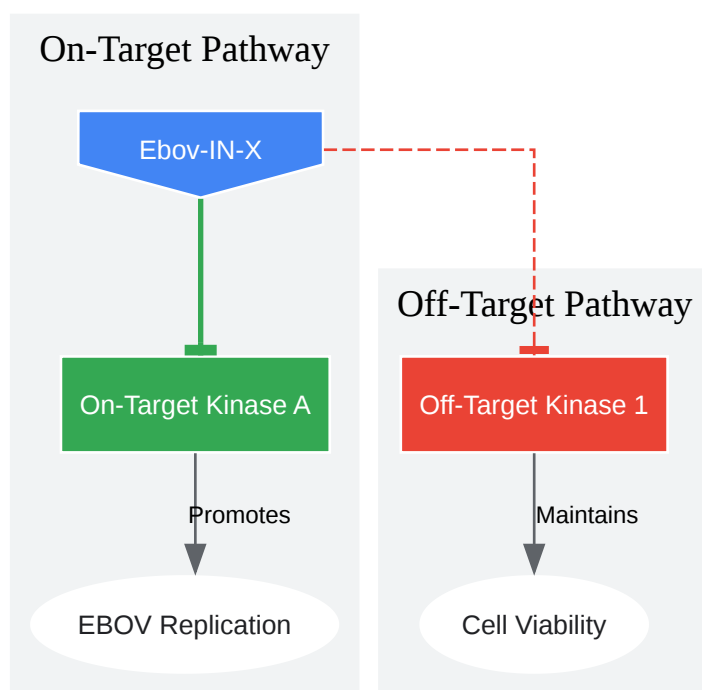 On-Target Pathway
Ebov-IN-X
Off-Target Pathway
On-Target Kinase A
Off-Target Kinase 1
Promotes
Maintains
EBOV Replication
Cell Viability